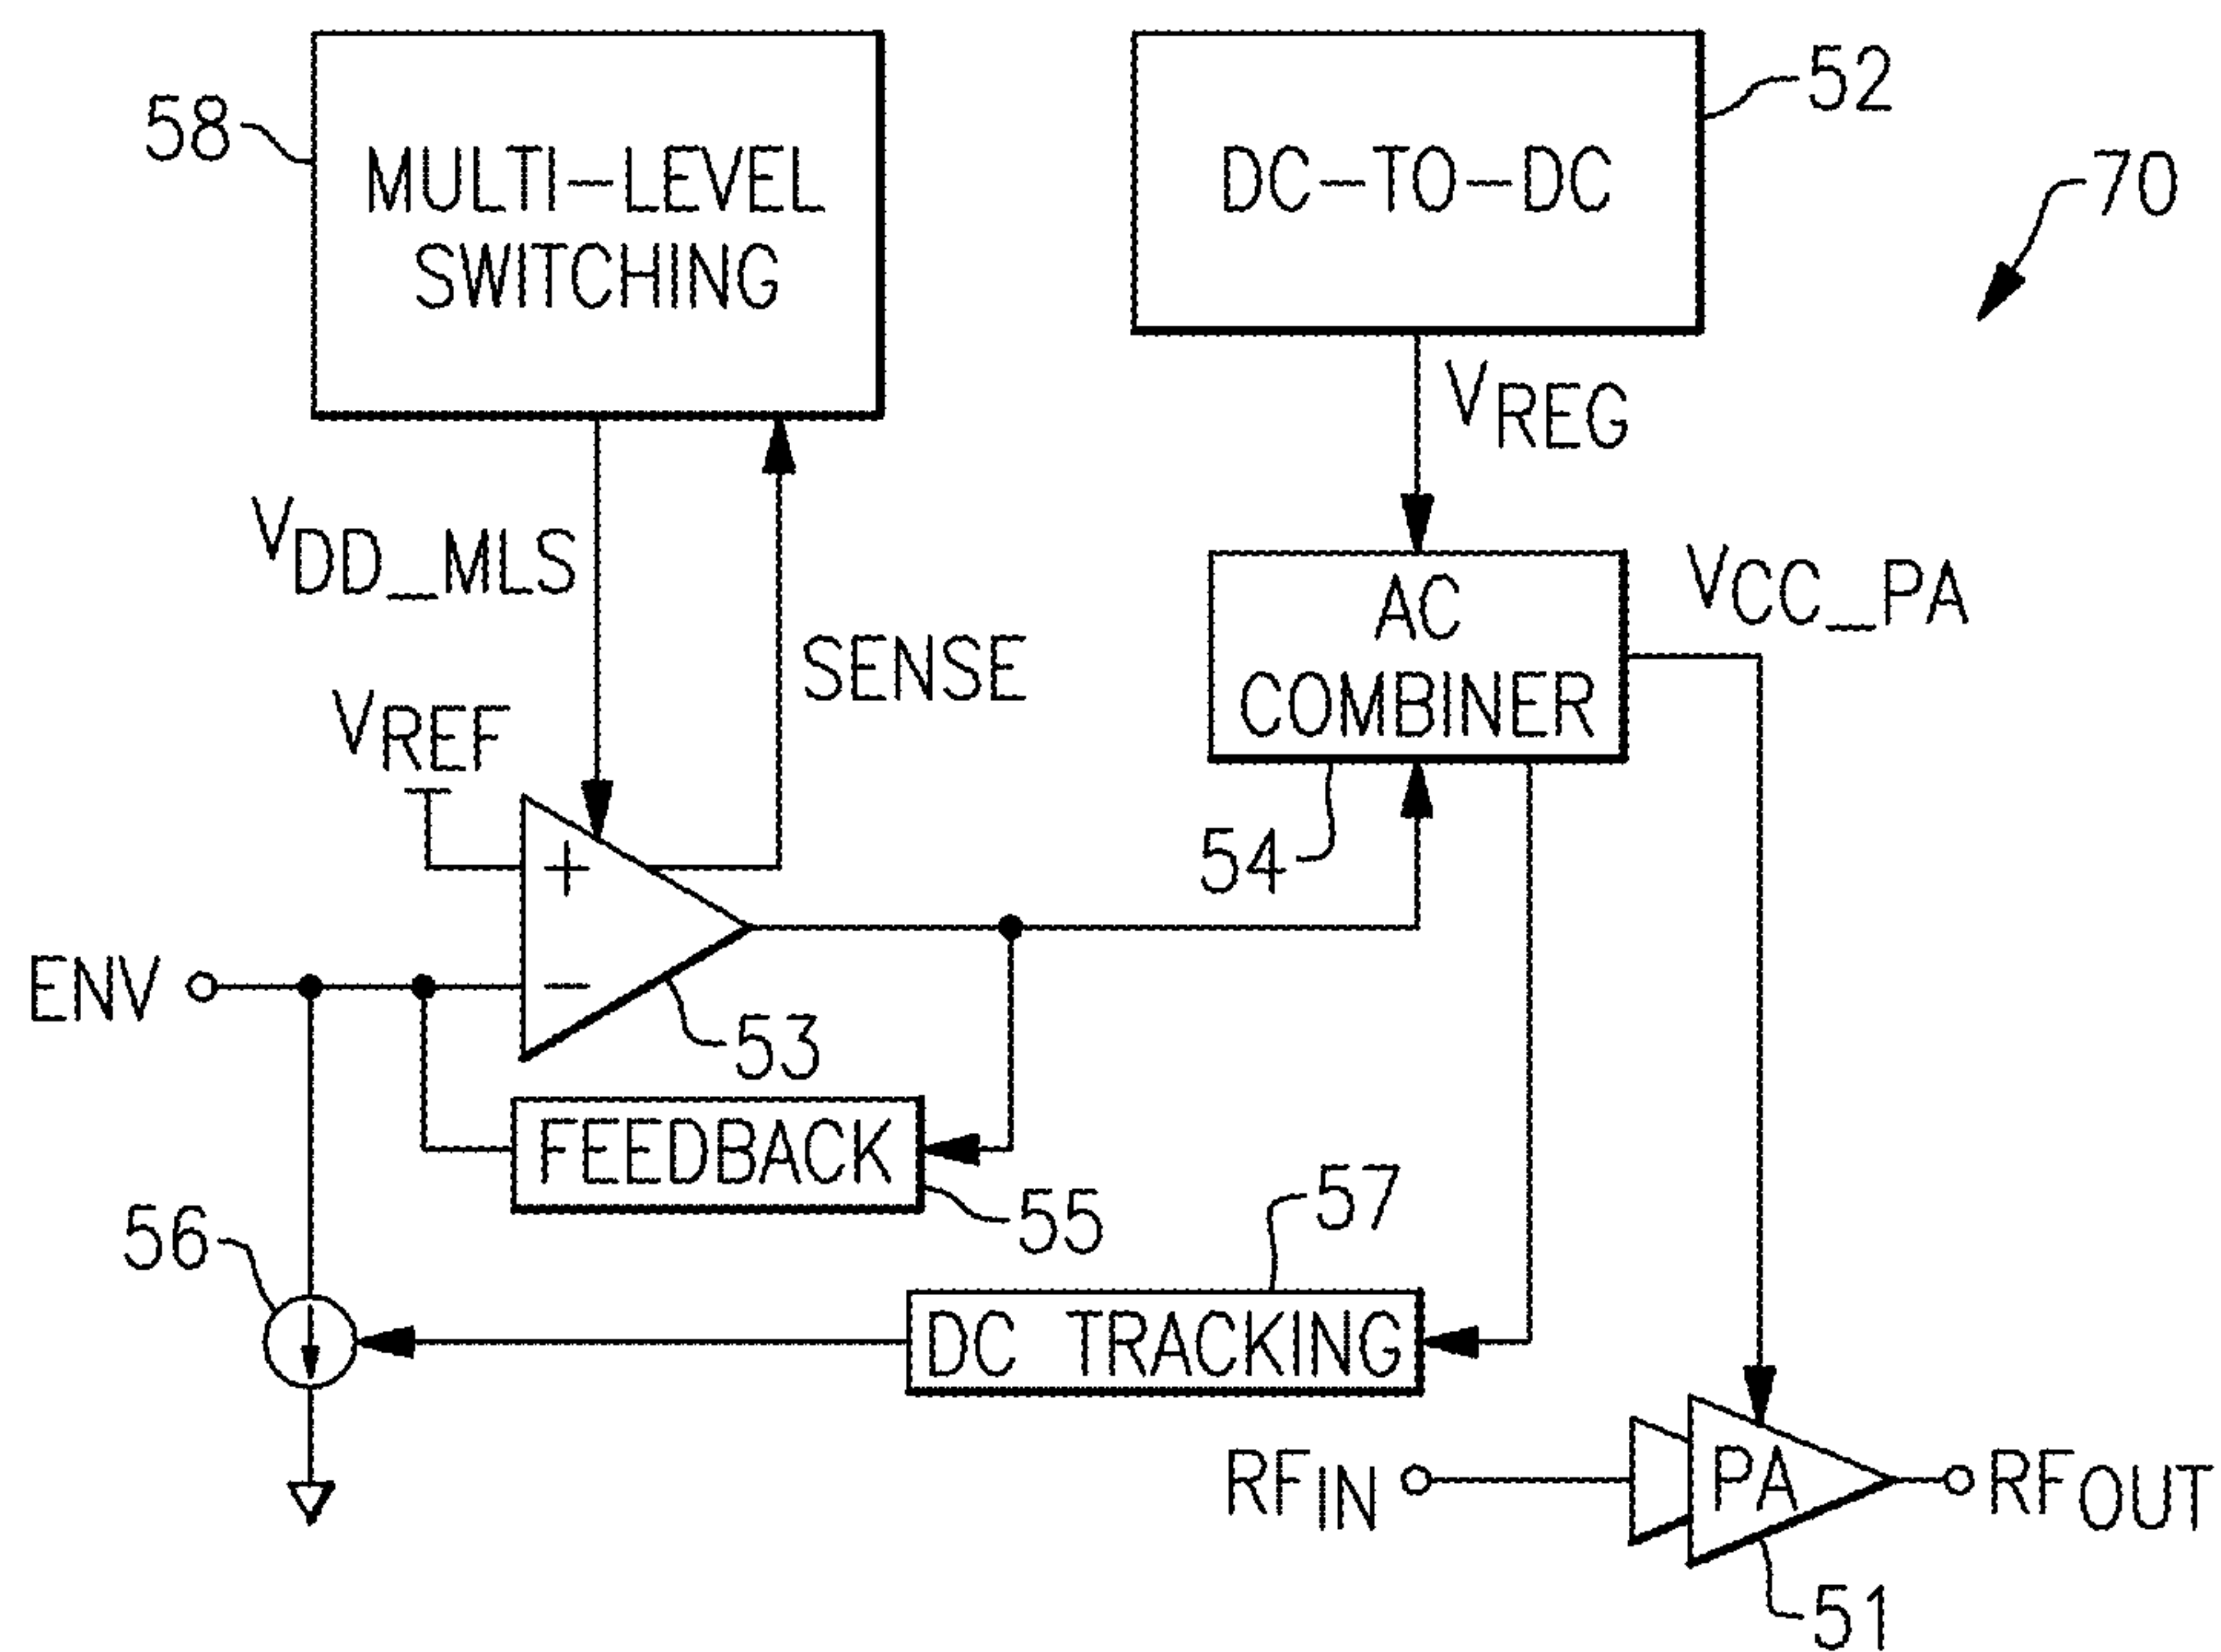 58
MULTI-LEVEL
SWITCHING
DC-TO-DC
52
70
VREG
VDD_MLS
SENSE
AC
COMBINER
VCC_PA
VREF
54
+
ENV
-
53
FEEDBACK
55
57
56
DC TRACKING
RFIN
PA
RFOUT
51